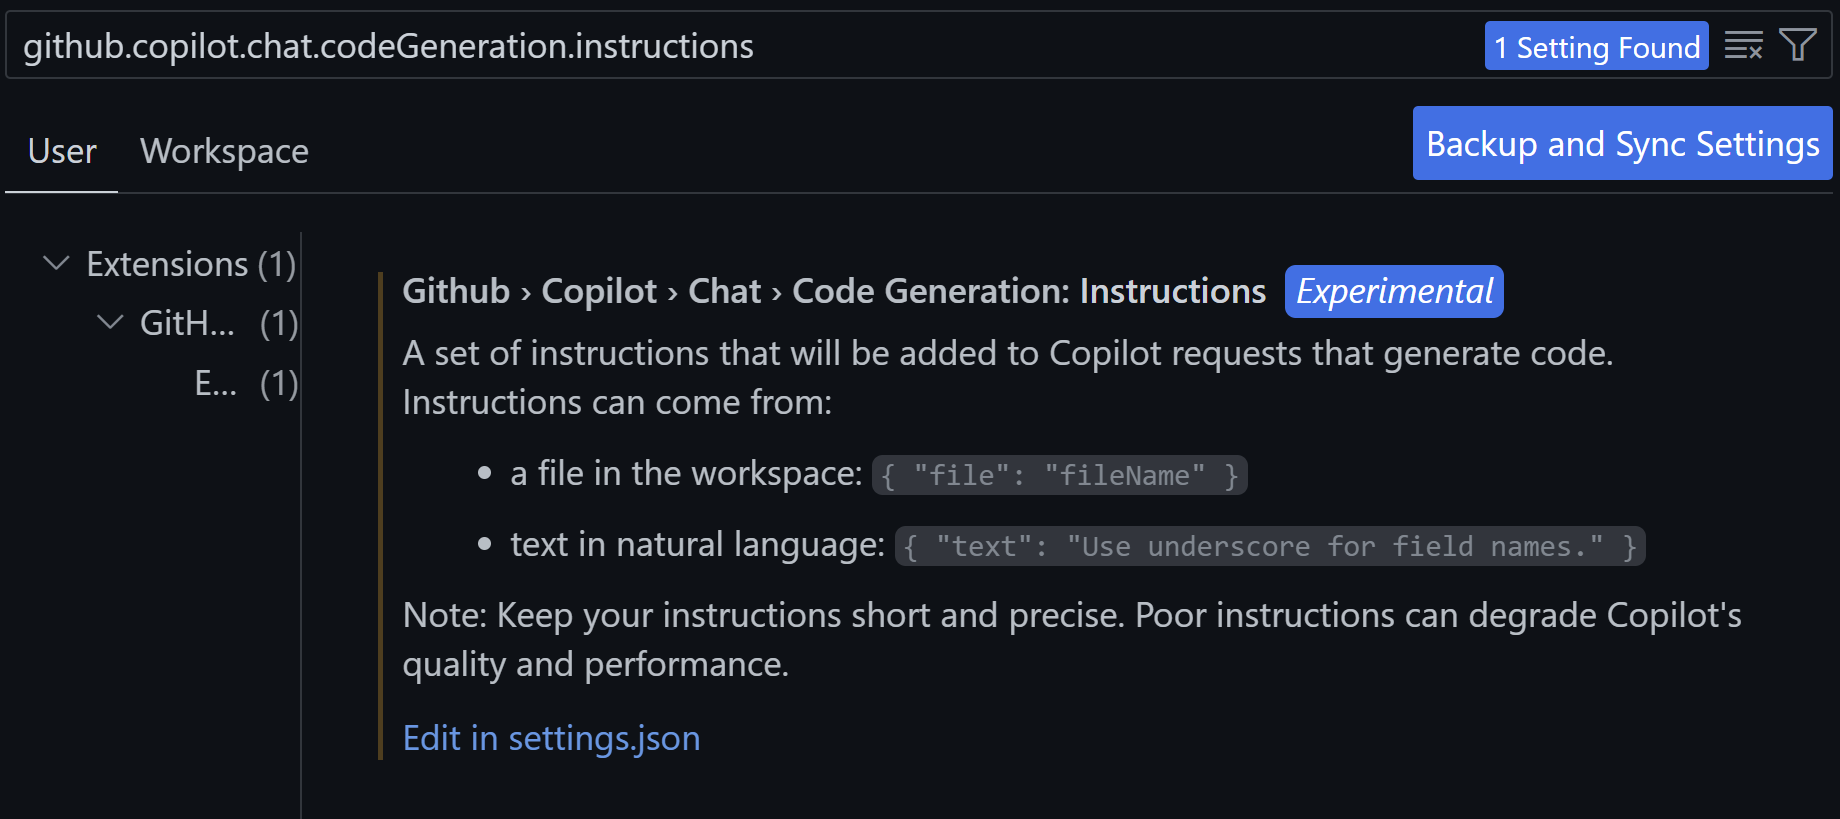 github.copilot.chat.codeGeneration.instructions
1 Setting Found
User
Workspace
Backup and Sync Settings
Extensions (1)
GitH... (1)
E... (1)
Github › Copilot › Chat › Code Generation: Instructions
Experimental
A set of instructions that will be added to Copilot requests that generate code.
Instructions can come from:
• a file in the workspace: { "file": "fileName" }
• text in natural language: { "text": "Use underscore for field names." }
Note: Keep your instructions short and precise. Poor instructions can degrade Copilot's
quality and performance.
Edit in settings.json